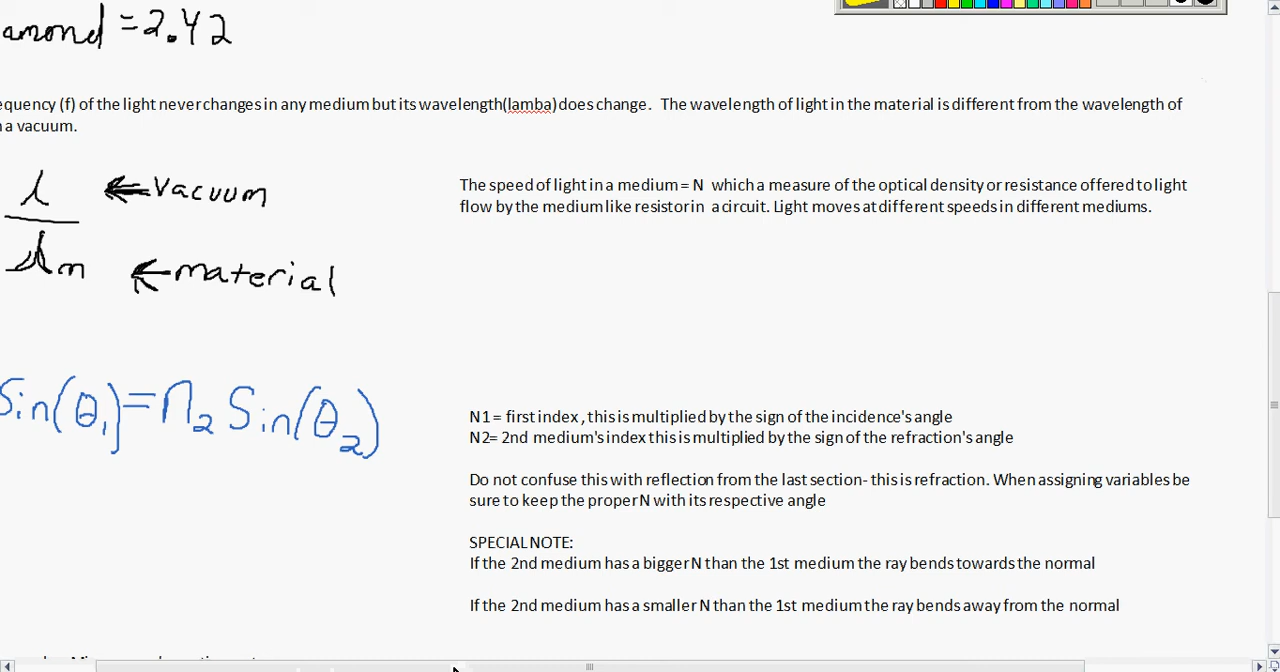 amond = 2.42
equency (f) of the light never changes in any medium but its wavelength(lamba) does change. The wavelength of light in the material is different from the wavelength of
n a vacuum.
λ ← Vacuum
λm ← material
The speed of light in a medium = N which a measure of the optical density or resistance offered to light
flow by the medium like resistor in a circuit. Light moves at different speeds in different mediums.
Sin(θ1) = n2 Sin(θ2)
N1 = first index , this is multiplied by the sign of the incidence's angle
N2= 2nd medium's index this is multiplied by the sign of the refraction's angle
Do not confuse this with reflection from the last section- this is refraction. When assigning variables be
sure to keep the proper N with its respective angle
SPECIAL NOTE:
If the 2nd medium has a bigger N than the 1st medium the ray bends towards the normal
If the 2nd medium has a smaller N than the 1st medium the ray bends away from the normal